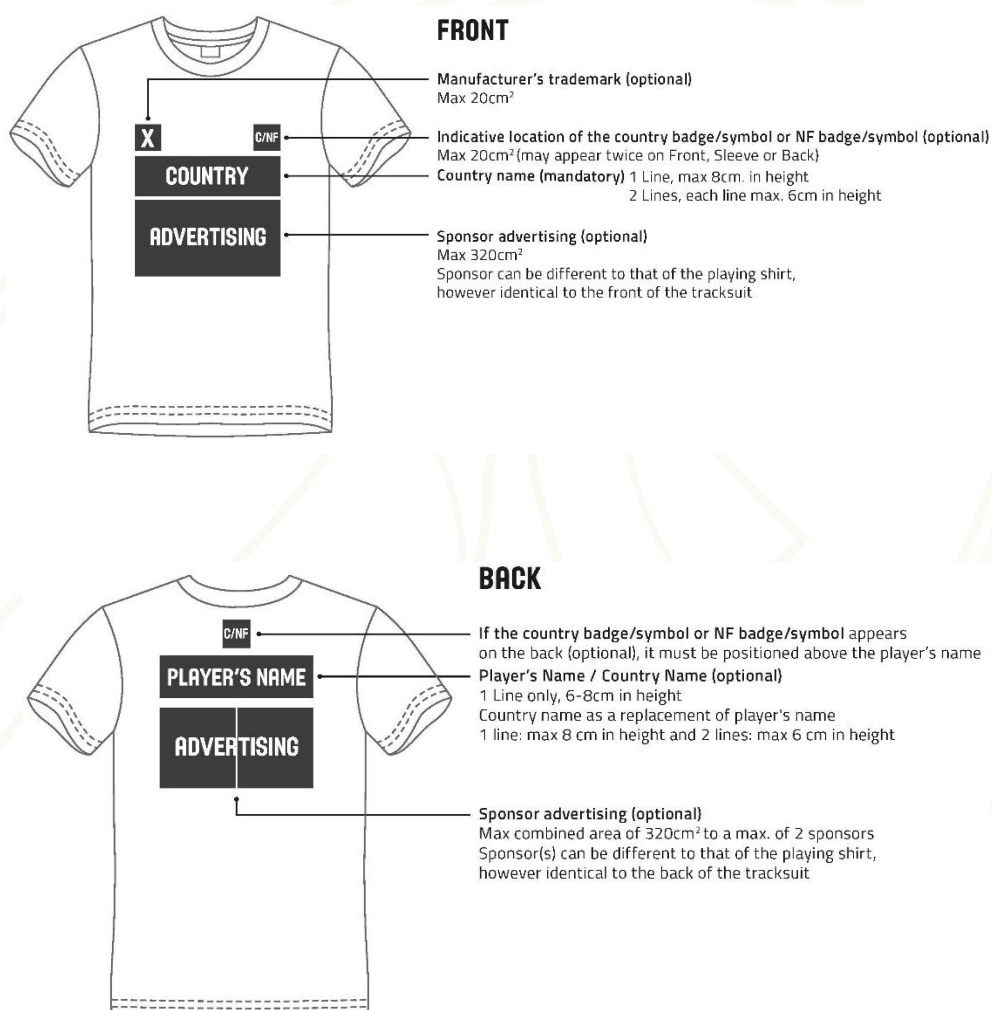 FRONT
Manufacturer's trademark (optional)
Max 20cm²
X
C/NF
Indicative location of the country badge/symbol or NF badge/symbol (optional)
Max 20cm² (may appear twice on Front, Sleeve or Back)
COUNTRY
Country name (mandatory) 1 Line, max 8cm. in height
2 Lines, each line max. 6cm in height
ADVERTISING
Sponsor advertising (optional)
Max 320cm²
Sponsor can be different to that of the playing shirt,
however identical to the front of the tracksuit
BACK
C/NF
If the country badge/symbol or NF badge/symbol appears
on the back (optional), it must be positioned above the player's name
PLAYER'S NAME
Player's Name / Country Name (optional)
1 Line only, 6-8cm in height
Country name as a replacement of player's name
1 line: max 8 cm in height and 2 lines: max 6 cm in height
ADVERTISING
Sponsor advertising (optional)
Max combined area of 320cm² to a max. of 2 sponsors
Sponsor(s) can be different to that of the playing shirt,
however identical to the back of the tracksuit